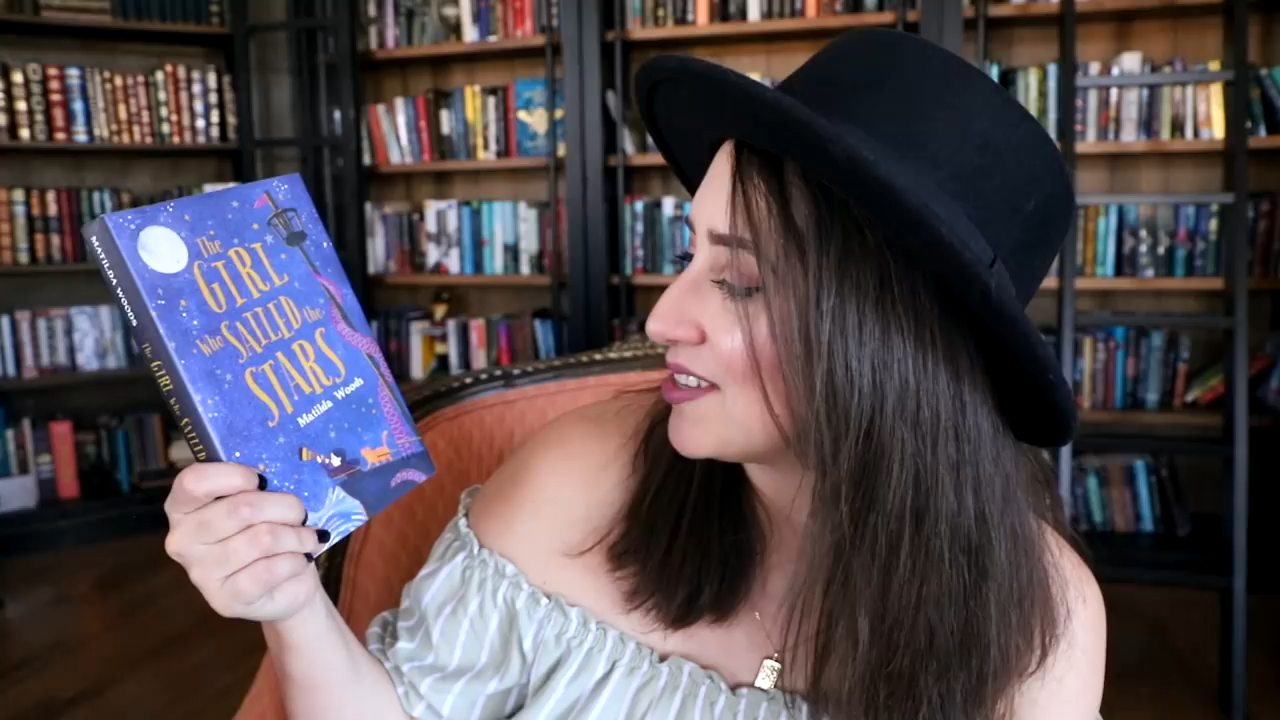 The
GIRL
Who SAILED the
STARS
Matilda Woods
MATILDA WOODS
The GIRL Who SAILED